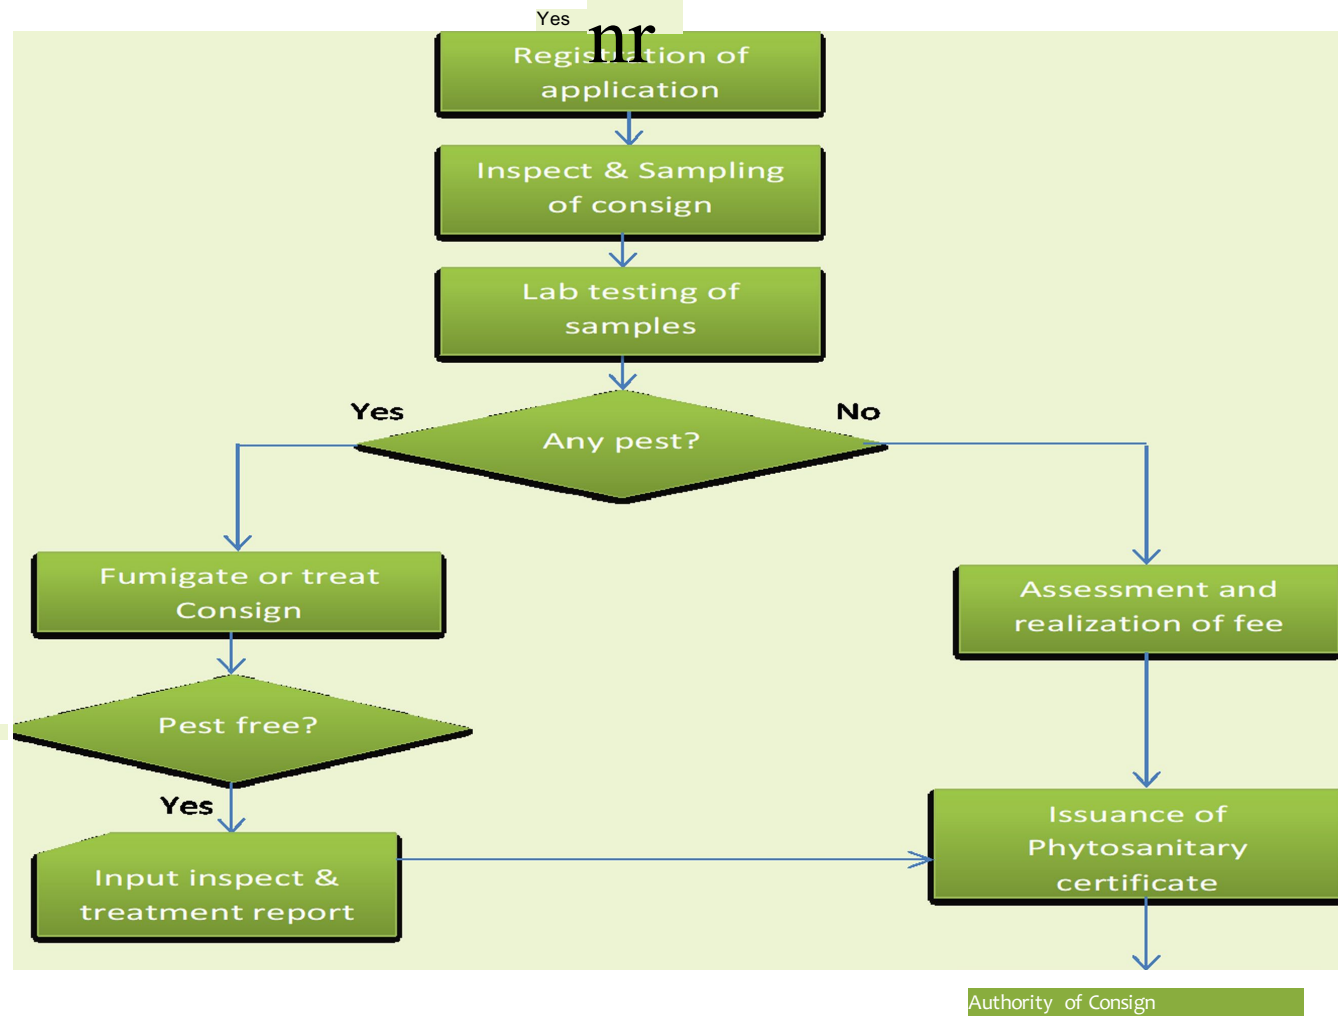 Yes
nr
Registration of
application
Inspect & Sampling
of consign
Lab testing of
samples
Yes
No
Any pest?
Fumigate or treat
Consign
Assessment and
realization of fee
Pest free?
Yes
Issuance of
Phytosanitary
certificate
Input inspect &
treatment report
Authority of Consign